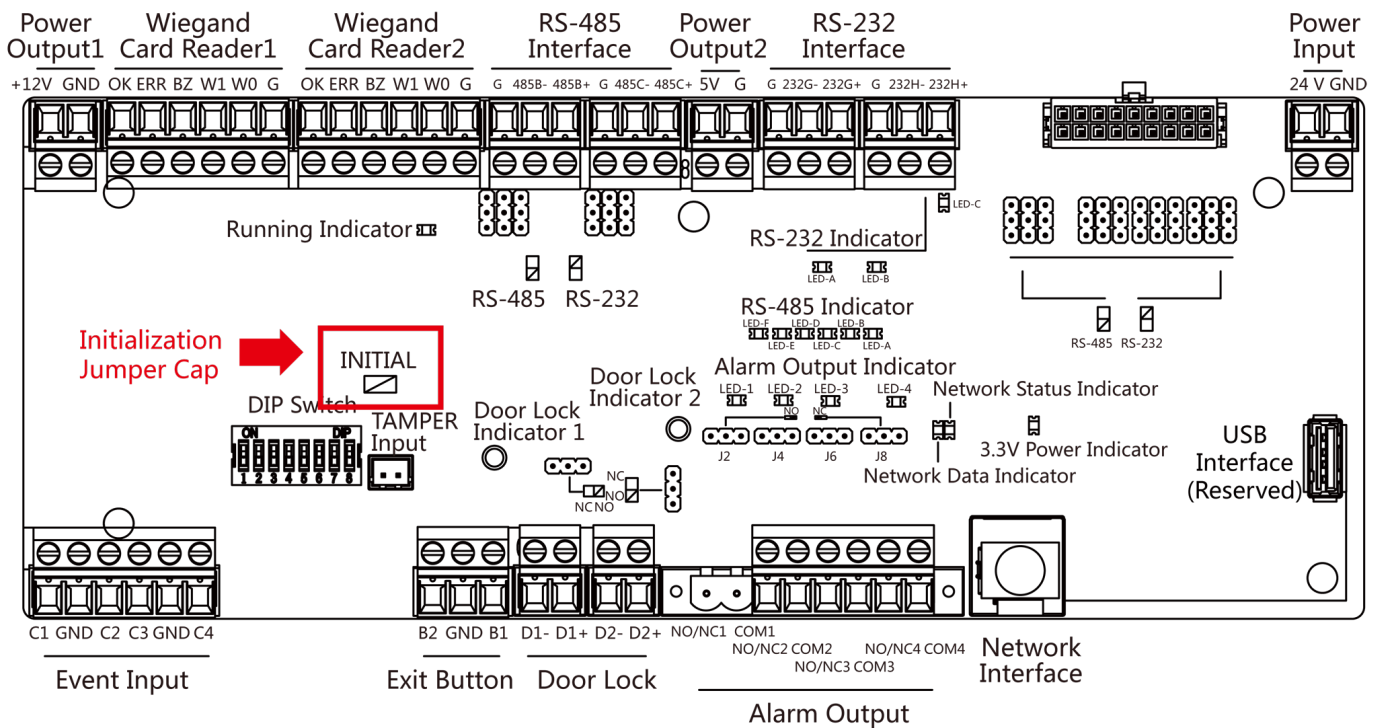 Power
Output1
Wiegand
Card Reader1
Wiegand
Card Reader2
RS-485
Interface
Power
Output2
RS-232
Interface
Power
Input
+12V GND OK ERR BZ W1 W0 G OK ERR BZ W1 W0 G G 485B- 485B+ G 485C- 485C+ 5V G G 232G- 232G+ G 232H- 232H+ 24 V GND
LED-C
Running Indicator
RS-232 Indicator
LED-A LED-B
RS-485 RS-232
RS-485 Indicator
LED-F LED-D LED-B
LED-E LED-C LED-A
RS-485 RS-232
Initialization
Jumper Cap
INITIAL
Alarm Output Indicator
LED-1 LED-2 LED-3 LED-4
NO NC
J2 J4 J6 J8
Door Lock
Indicator 2
Network Status Indicator
DIP Switch
ON DIP
1 2 3 4 5 6 7 8
TAMPER
Input
Door Lock
Indicator 1
3.3V Power Indicator
Network Data Indicator
USB
Interface
(Reserved)
NC
NO
NC NO
C1 GND C2 C3 GND C4
Event Input
B2 GND B1
Exit Button
D1- D1+ D2- D2+
Door Lock
NO/NC1 COM1
NO/NC2 COM2
NO/NC3 COM3
NO/NC4 COM4
Alarm Output
Network
Interface